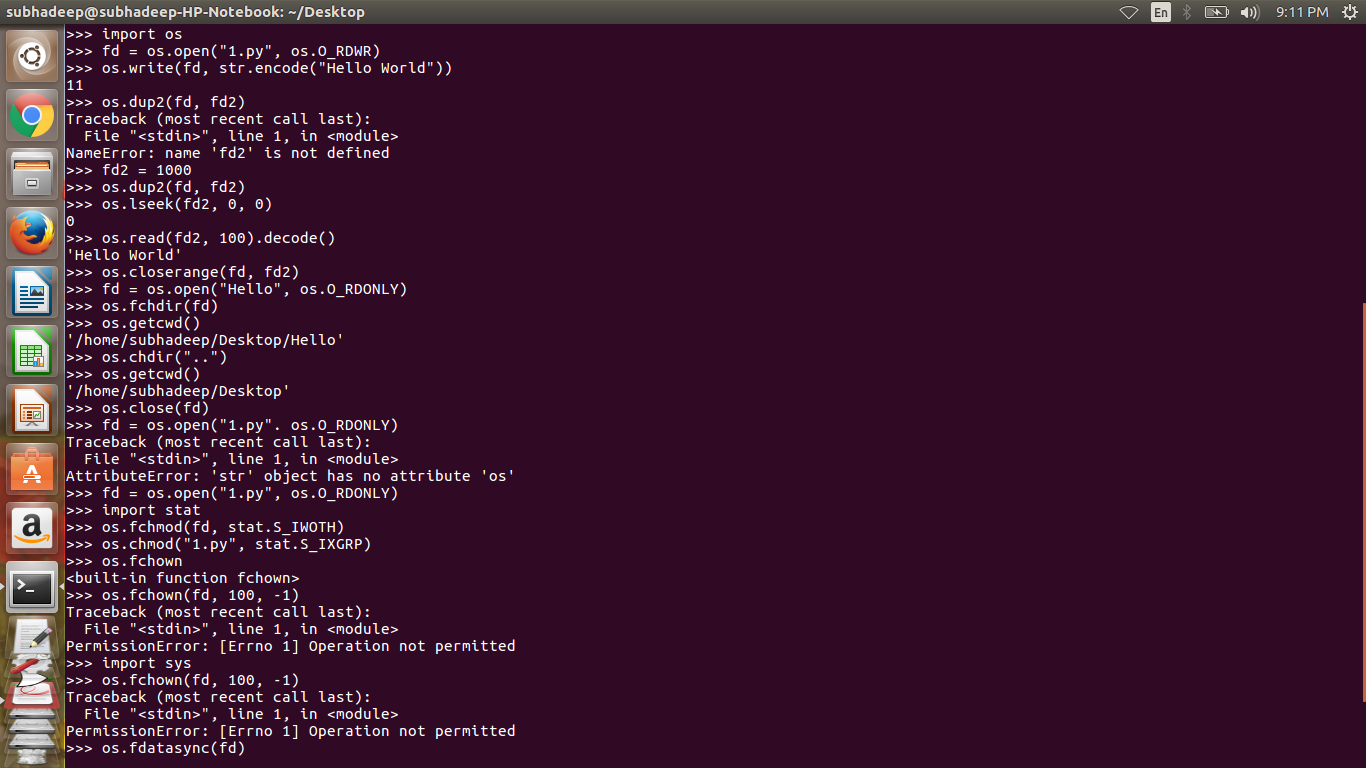 subhadeep@subhadeep-HP-Notebook: ~/Desktop
En
9:11 PM
>>> import os
>>> fd = os.open("1.py", os.O_RDWR)
>>> os.write(fd, str.encode("Hello World"))
11
>>> os.dup2(fd, fd2)
Traceback (most recent call last):
  File "<stdin>", line 1, in <module>
NameError: name 'fd2' is not defined
>>> fd2 = 1000
>>> os.dup2(fd, fd2)
>>> os.lseek(fd2, 0, 0)
0
>>> os.read(fd2, 100).decode()
'Hello World'
>>> os.closerange(fd, fd2)
>>> fd = os.open("Hello", os.O_RDONLY)
>>> os.fchdir(fd)
>>> os.getcwd()
'/home/subhadeep/Desktop/Hello'
>>> os.chdir("..")
>>> os.getcwd()
'/home/subhadeep/Desktop'
>>> os.close(fd)
>>> fd = os.open("1.py". os.O_RDONLY)
Traceback (most recent call last):
  File "<stdin>", line 1, in <module>
AttributeError: 'str' object has no attribute 'os'
>>> fd = os.open("1.py", os.O_RDONLY)
>>> import stat
>>> os.fchmod(fd, stat.S_IWOTH)
>>> os.chmod("1.py", stat.S_IXGRP)
>>> os.fchown
<built-in function fchown>
>>> os.fchown(fd, 100, -1)
Traceback (most recent call last):
  File "<stdin>", line 1, in <module>
PermissionError: [Errno 1] Operation not permitted
>>> import sys
>>> os.fchown(fd, 100, -1)
Traceback (most recent call last):
  File "<stdin>", line 1, in <module>
PermissionError: [Errno 1] Operation not permitted
>>> os.fdatasync(fd)